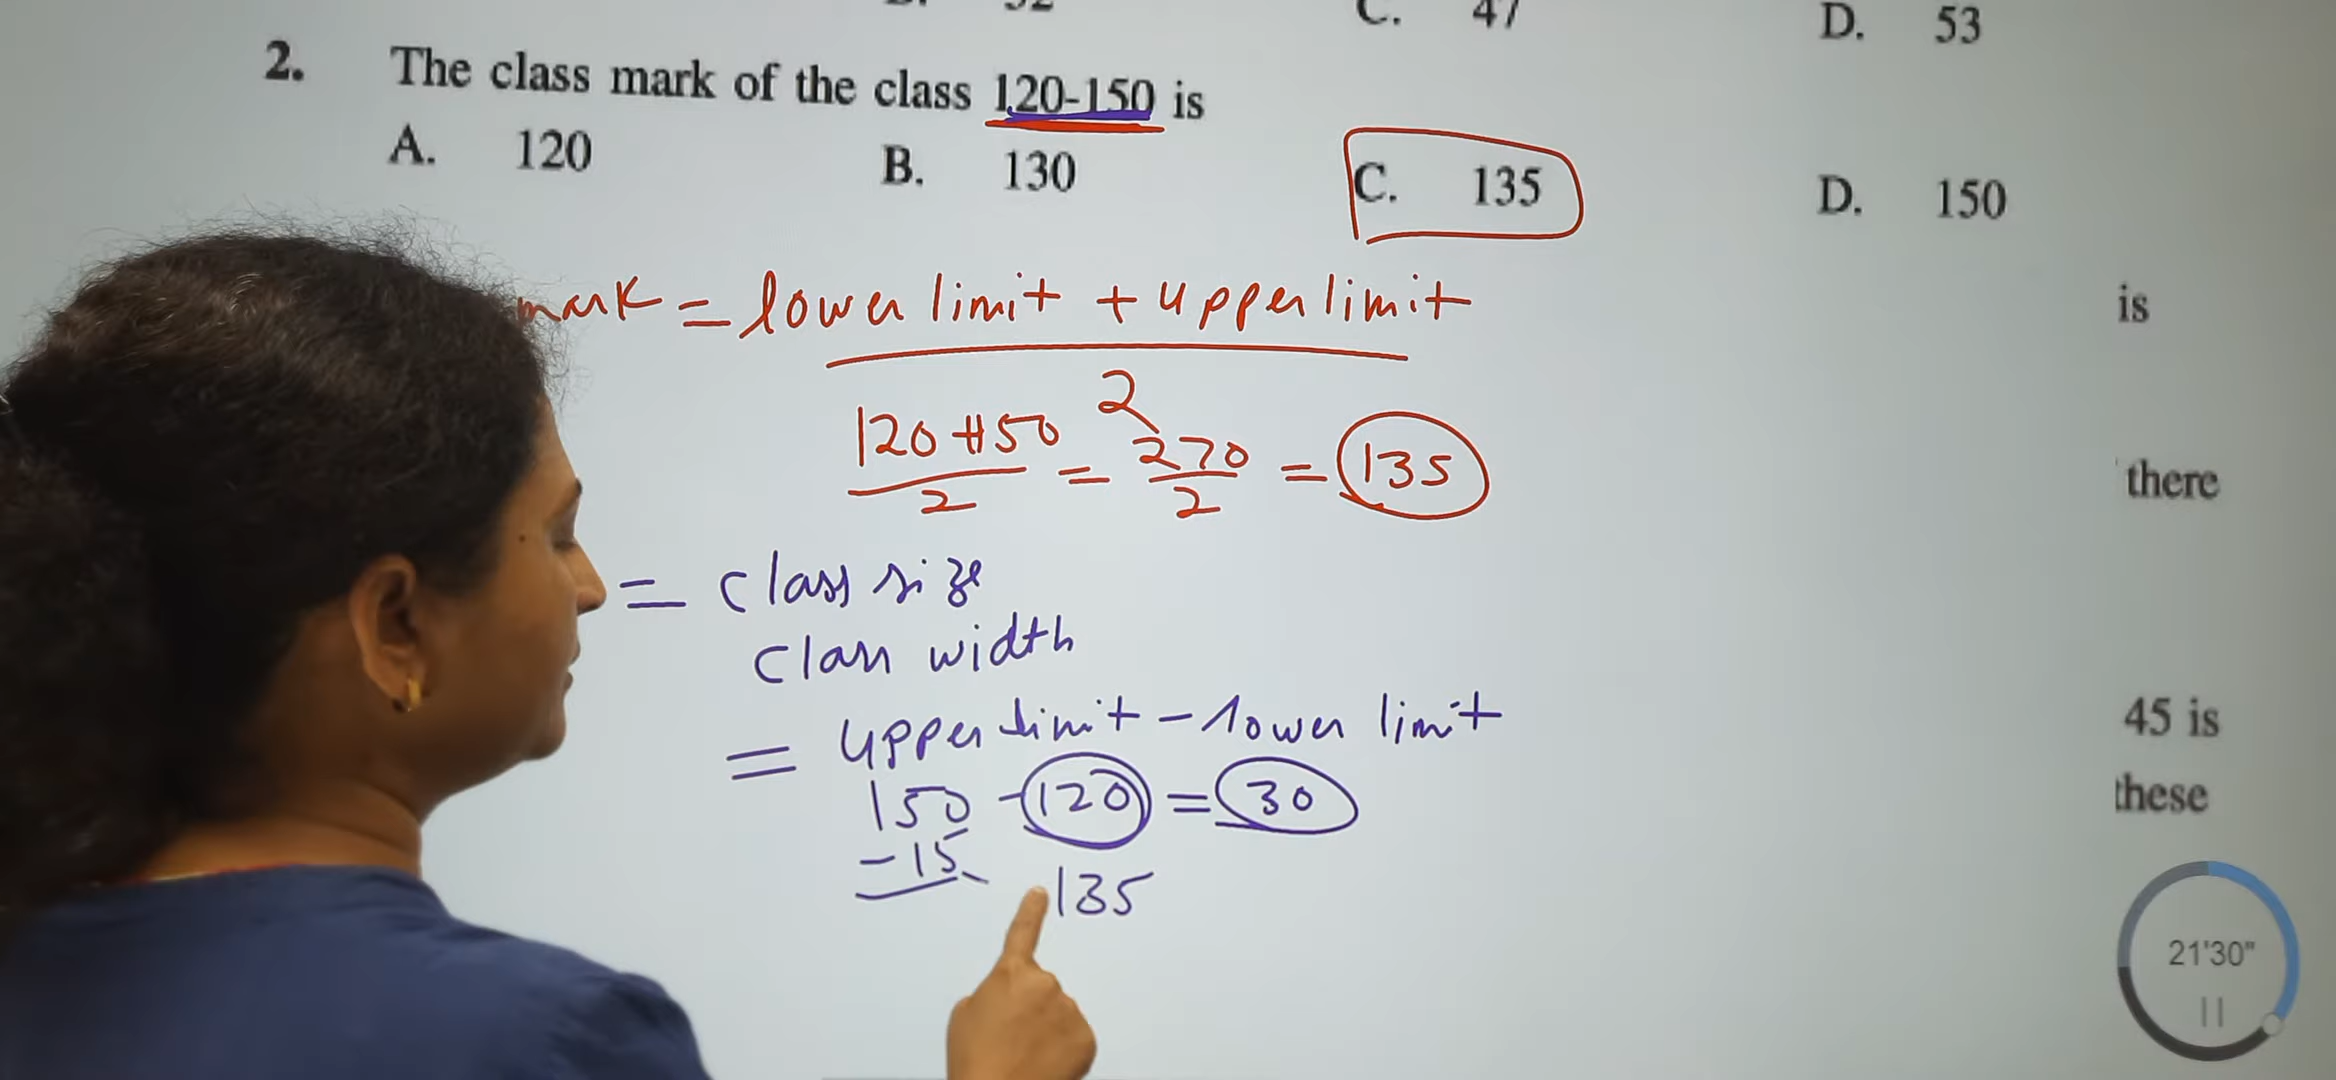 C. 47 D. 53
2. The class mark of the class 120-150 is
A. 120 B. 130 C. 135 D. 150
mark = lower limit + upper limit
2
is
120 + 150 = 270 = 135
2 2
there
= class size
class width
= upper limit - lower limit
45 is
150 - 120 = 30
these
- 15
135
21'30"